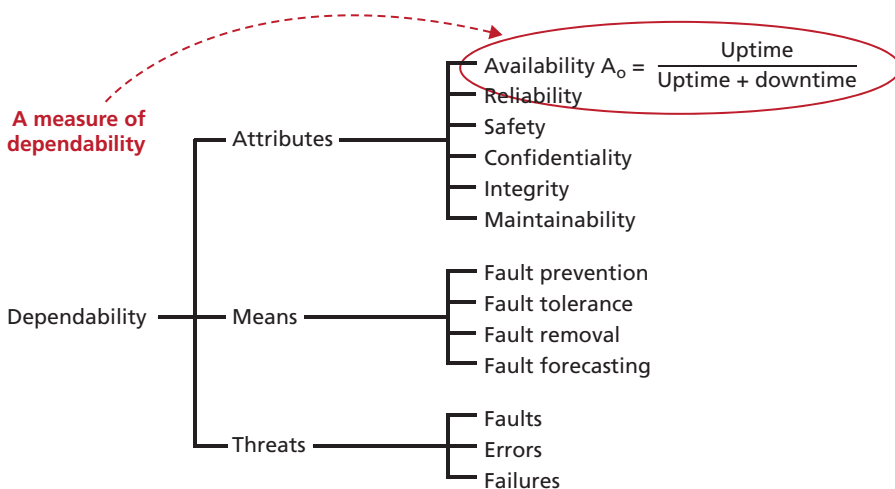 Uptime
Availability Ao =
Uptime + downtime
Reliability
A measure of
dependability
Safety
Attributes
Confidentiality
Integrity
Maintainability
Fault prevention
Fault tolerance
Dependability
Means
Fault removal
Fault forecasting
Faults
Threats
Errors
Failures